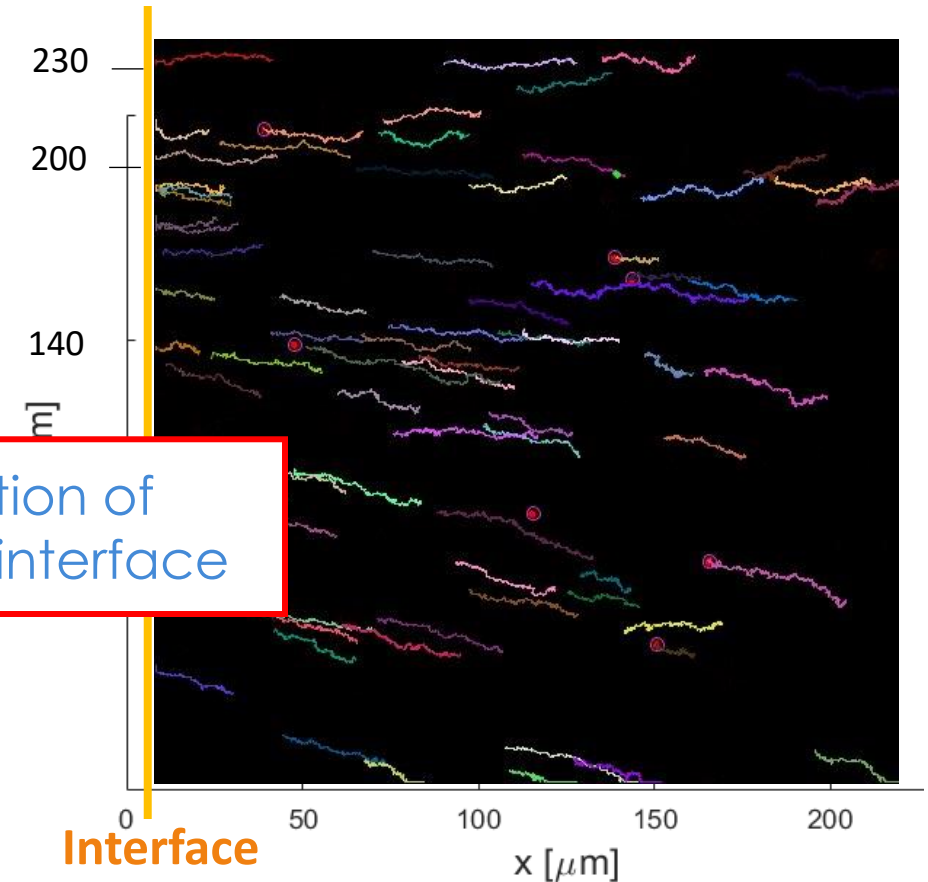 230
200
140
m]
tion of
interface
0 50 100 150 200
Interface
x [μm]